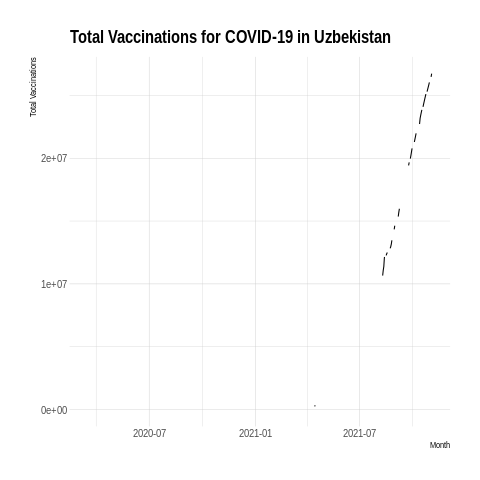 Total Vaccinations for COVID-19 in Uzbekistan
Total Vaccinations
2e+07
1e+07
0e+00
2020-07 2021-01 2021-07
Month